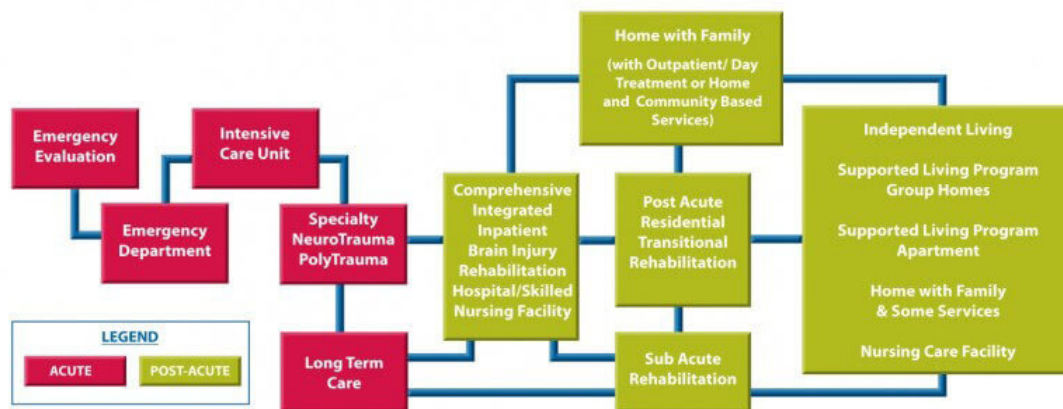 Emergency
Evaluation
Emergency
Department
Intensive
Care Unit
Specialty
NeuroTrauma
PolyTrauma
Long Term
Care
Comprehensive
Integrated
Inpatient
Brain Injury
Rehabilitation
Hospital/Skilled
Nursing Facility
Home with Family
(with Outpatient/ Day
Treatment or Home
and Community Based
Services)
Post Acute
Residential
Transitional
Rehabilitation
Sub Acute
Rehabilitation
Independent Living
Supported Living Program
Group Homes
Supported Living Program
Apartment
Home with Family
& Some Services
Nursing Care Facility
LEGEND
ACUTE
POST-ACUTE